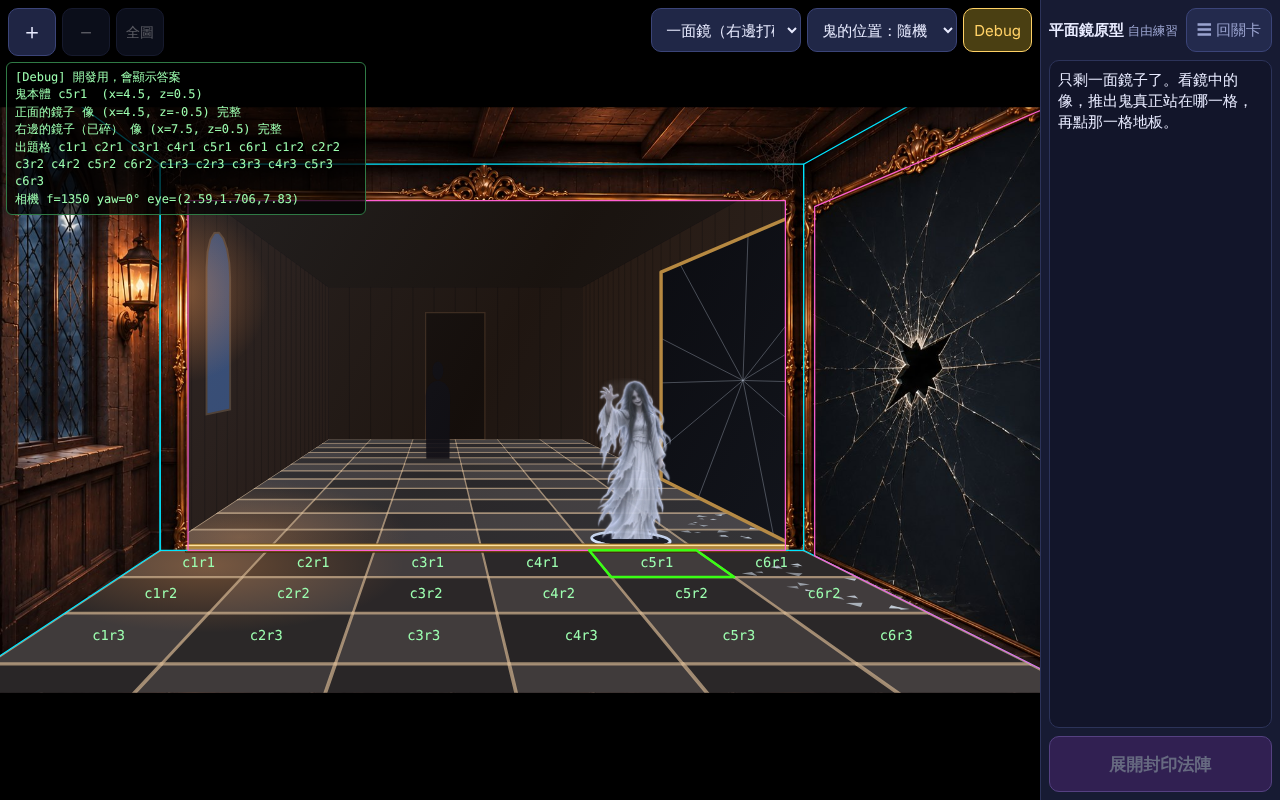 +
−
全圖
一面鏡（右邊打
鬼的位置：隨機
Debug
平面鏡原型 自由練習
☰ 回關卡
[Debug] 開發用，會顯示答案
鬼本體 c5r1 (x=4.5, z=0.5)
正面的鏡子 像 (x=4.5, z=-0.5) 完整
右邊的鏡子（已碎） 像 (x=7.5, z=0.5) 完整
出題格 c1r1 c2r1 c3r1 c4r1 c5r1 c6r1 c1r2 c2r2
c3r2 c4r2 c5r2 c6r2 c1r3 c2r3 c3r3 c4r3 c5r3
c6r3
相機 f=1350 yaw=0° eye=(2.59,1.706,7.83)
只剩一面鏡子了。看鏡中的
像，推出鬼真正站在哪一格，
再點那一格地板。
c1r1 c2r1 c3r1 c4r1 c5r1 c6r1
c1r2 c2r2 c3r2 c4r2 c5r2 c6r2
c1r3 c2r3 c3r3 c4r3 c5r3 c6r3
展開封印法陣